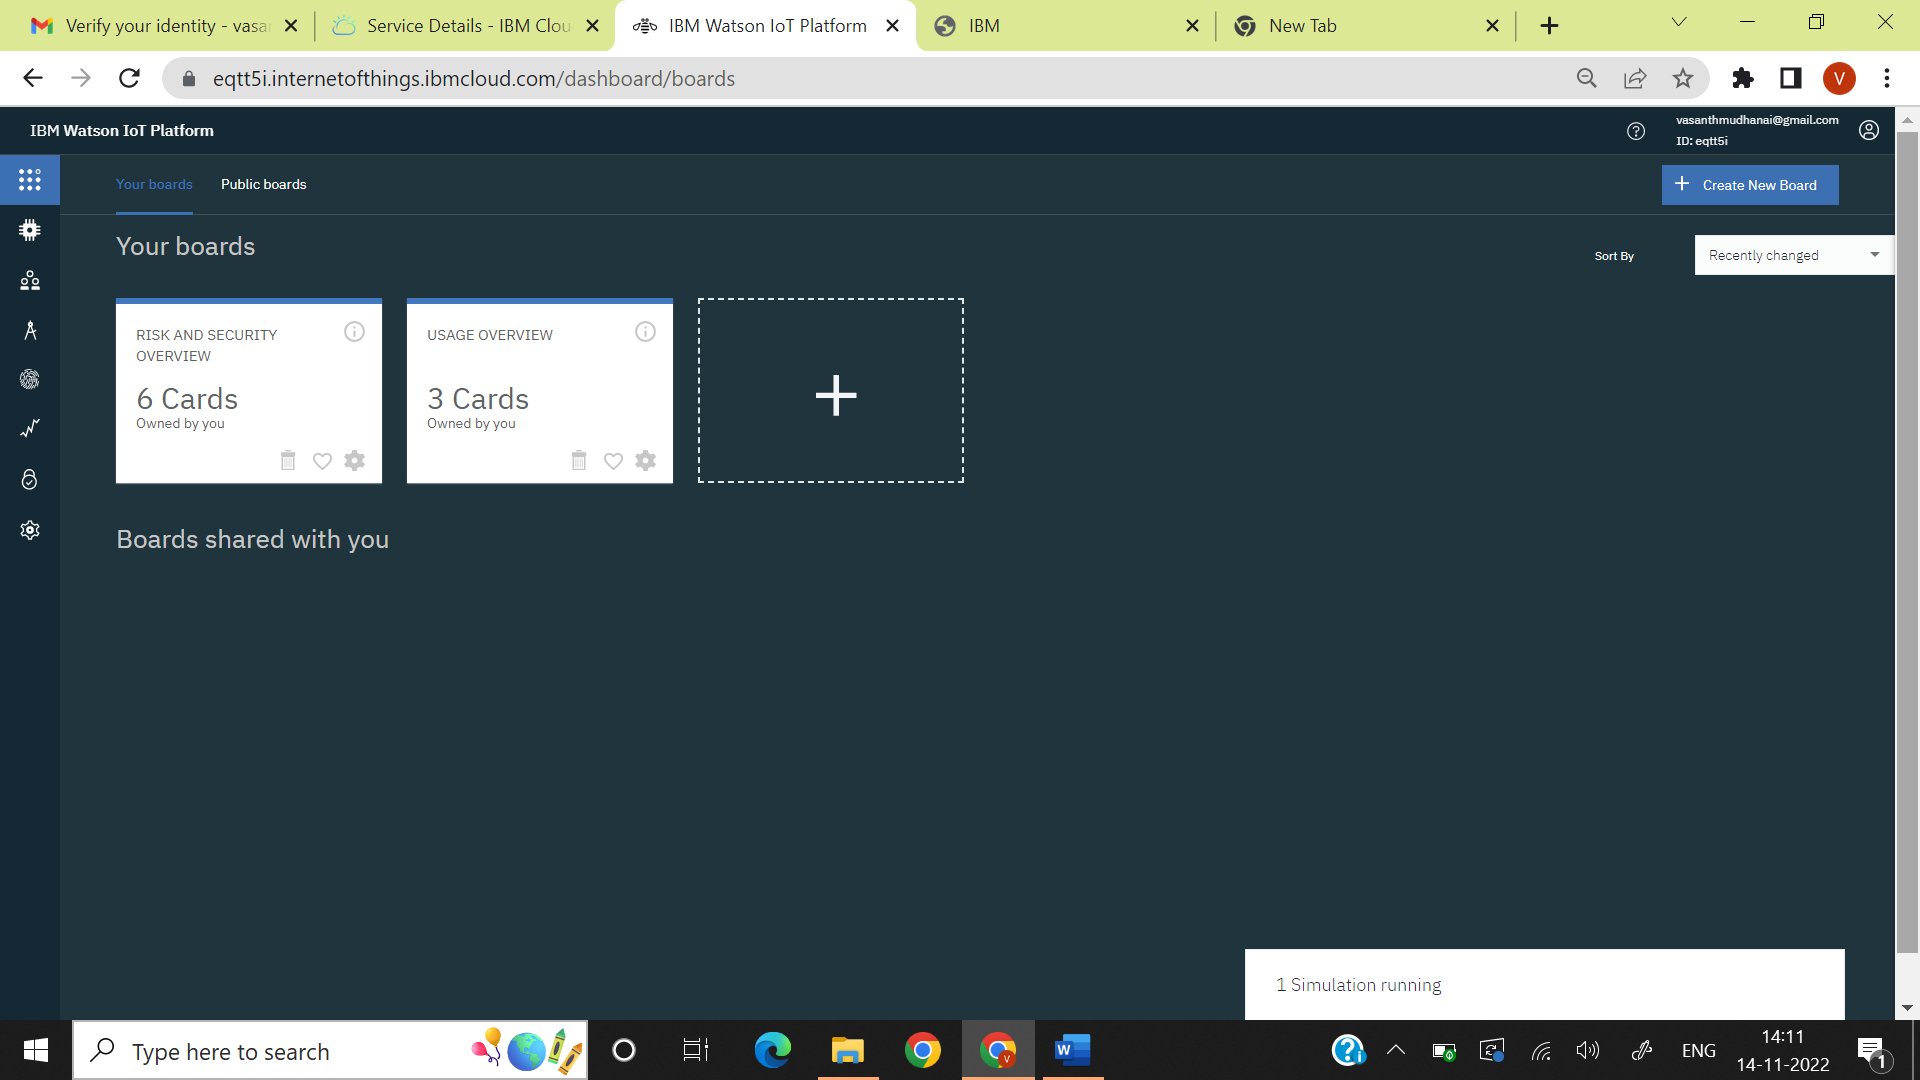 Verify your identity - vasa
Service Details - IBM Clou
IBM Watson IoT Platform
IBM
New Tab
eqtt5i.internetofthings.ibmcloud.com/dashboard/boards
V
IBM Watson IoT Platform
vasanthmudhanai@gmail.com
ID: eqtt5i
Your boards
Public boards
Create New Board
Your boards
Sort By
Recently changed
RISK AND SECURITY
OVERVIEW
6 Cards
Owned by you
USAGE OVERVIEW
3 Cards
Owned by you
Boards shared with you
1 Simulation running
Type here to search
V
W
ENG
14:11
14-11-2022
1